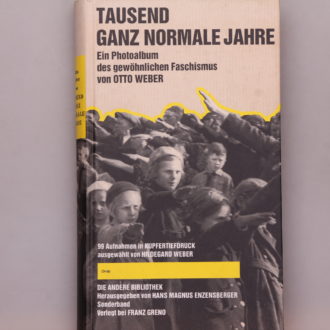 TAUSEND
GANZ NORMALE JAHRE
Ein Photoalbum
des gewöhnlichen Faschismus
von OTTO WEBER
99 Aufnahmen in KUPFERTIEFDRUCK
ausgewählt von HILDEGARD WEBER
DIE ANDERE BIBLIOTHEK
Herausgegeben von HANS MAGNUS ENZENSBERGER
Sonderband
Verlegt bei FRANZ GRENO